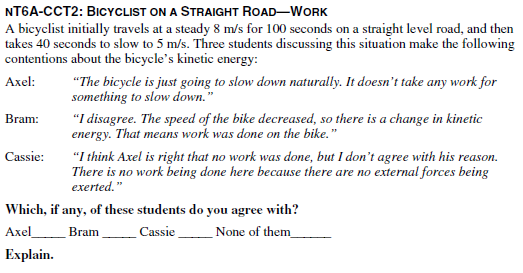 NT6A-CCT2: BICYCLIST ON A STRAIGHT ROAD—WORK
A bicyclist initially travels at a steady 8 m/s for 100 seconds on a straight level road, and then
takes 40 seconds to slow to 5 m/s. Three students discussing this situation make the following
contentions about the bicycle's kinetic energy:
Axel: "The bicycle is just going to slow down naturally. It doesn't take any work for
something to slow down."
Bram: "I disagree. The speed of the bike decreased, so there is a change in kinetic
energy. That means work was done on the bike."
Cassie: "I think Axel is right that no work was done, but I don't agree with his reason.
There is no work being done here because there are no external forces being
exerted."
Which, if any, of these students do you agree with?
Axel_____ Bram _____ Cassie _____ None of them______
Explain.